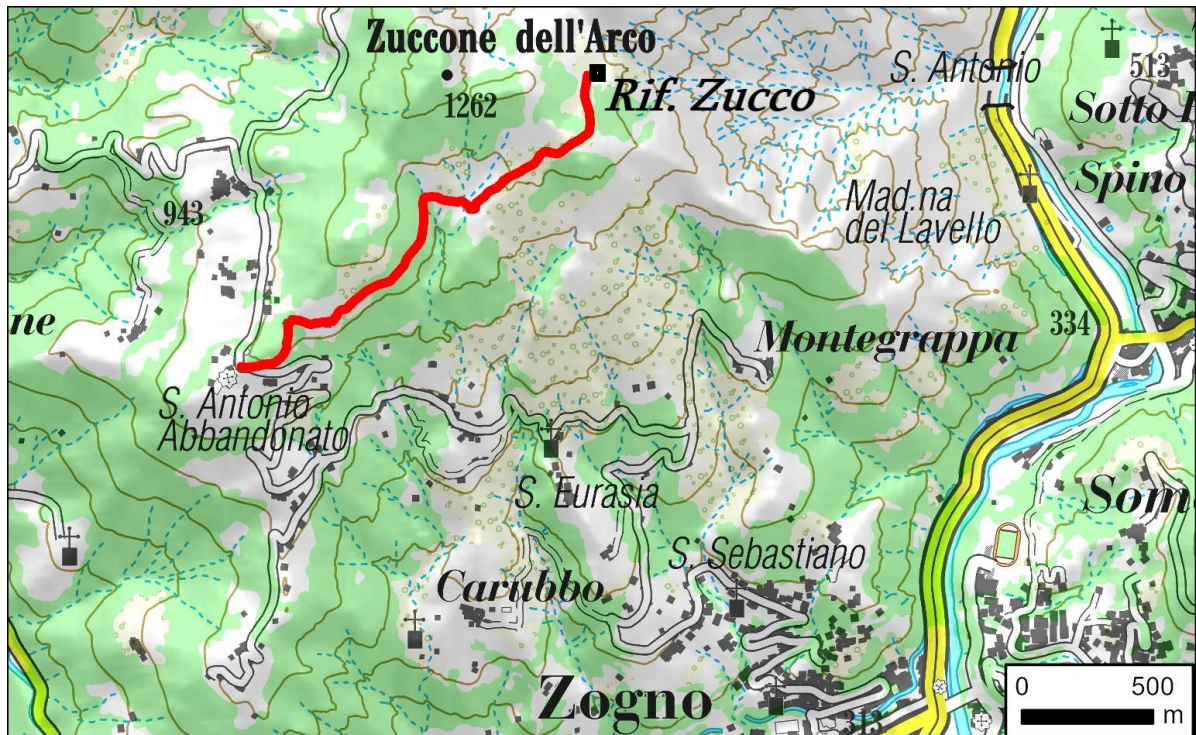 Zuccone dell'Arco
1262
Rif. Zucco
S. Antonio
513
Sotto
Spino
943
Mad.na
del Lavello
ne
Montegrappa
334
S. Antonio
Abbandonato
S. Eurasia
Som
S. Sebastiano
Carubbo
Zogno
313
0 500
m